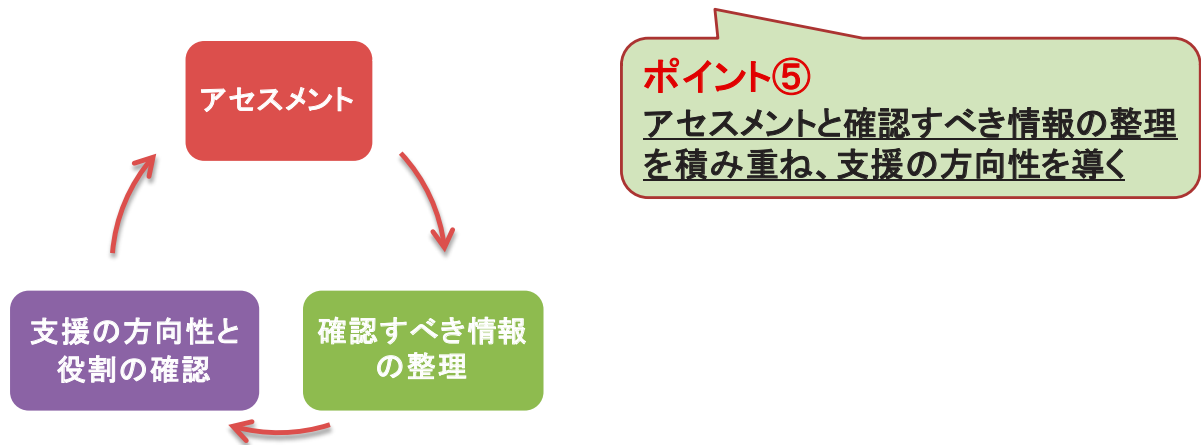 アセスメント
ポイント⑤
アセスメントと確認すべき情報の整理
を積み重ね、支援の方向性を導く
支援の方向性と
役割の確認
確認すべき情報
の整理